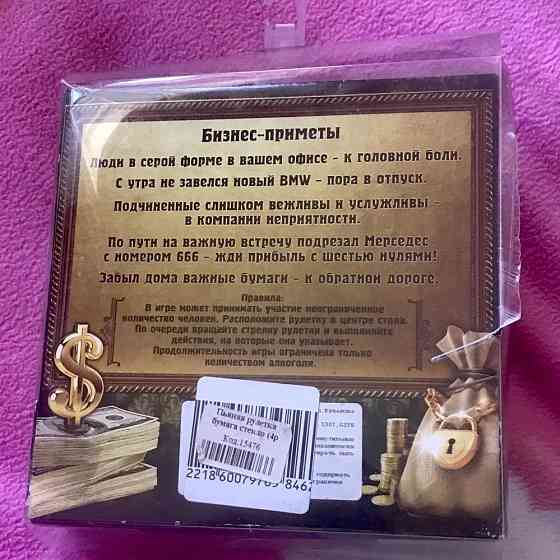 Бизнес-приметы
Люди в серой форме в вашем офисе - к головной боли.
С утра не завелся новый BMW - пора в отпуск.
Подчиненные слишком вежливы и услужливы -
в компании неприятности.
По пути на важную встречу подрезал Мерседес
с номером 666 - жди прибыль с шестью нулями!
Забыл дома важные бумаги - к обратной дороге.
Правила:
В игре может принимать участие неограниченное
количество человек. Расположите рулетку в центре стола.
По очереди вращайте стрелку рулетки и выполняйте
действия, на которые она указывает.
Продолжительность игры ограничена только
количеством алкоголя.
Пьяная рулетка
бумага стекло (4р
Код.15476